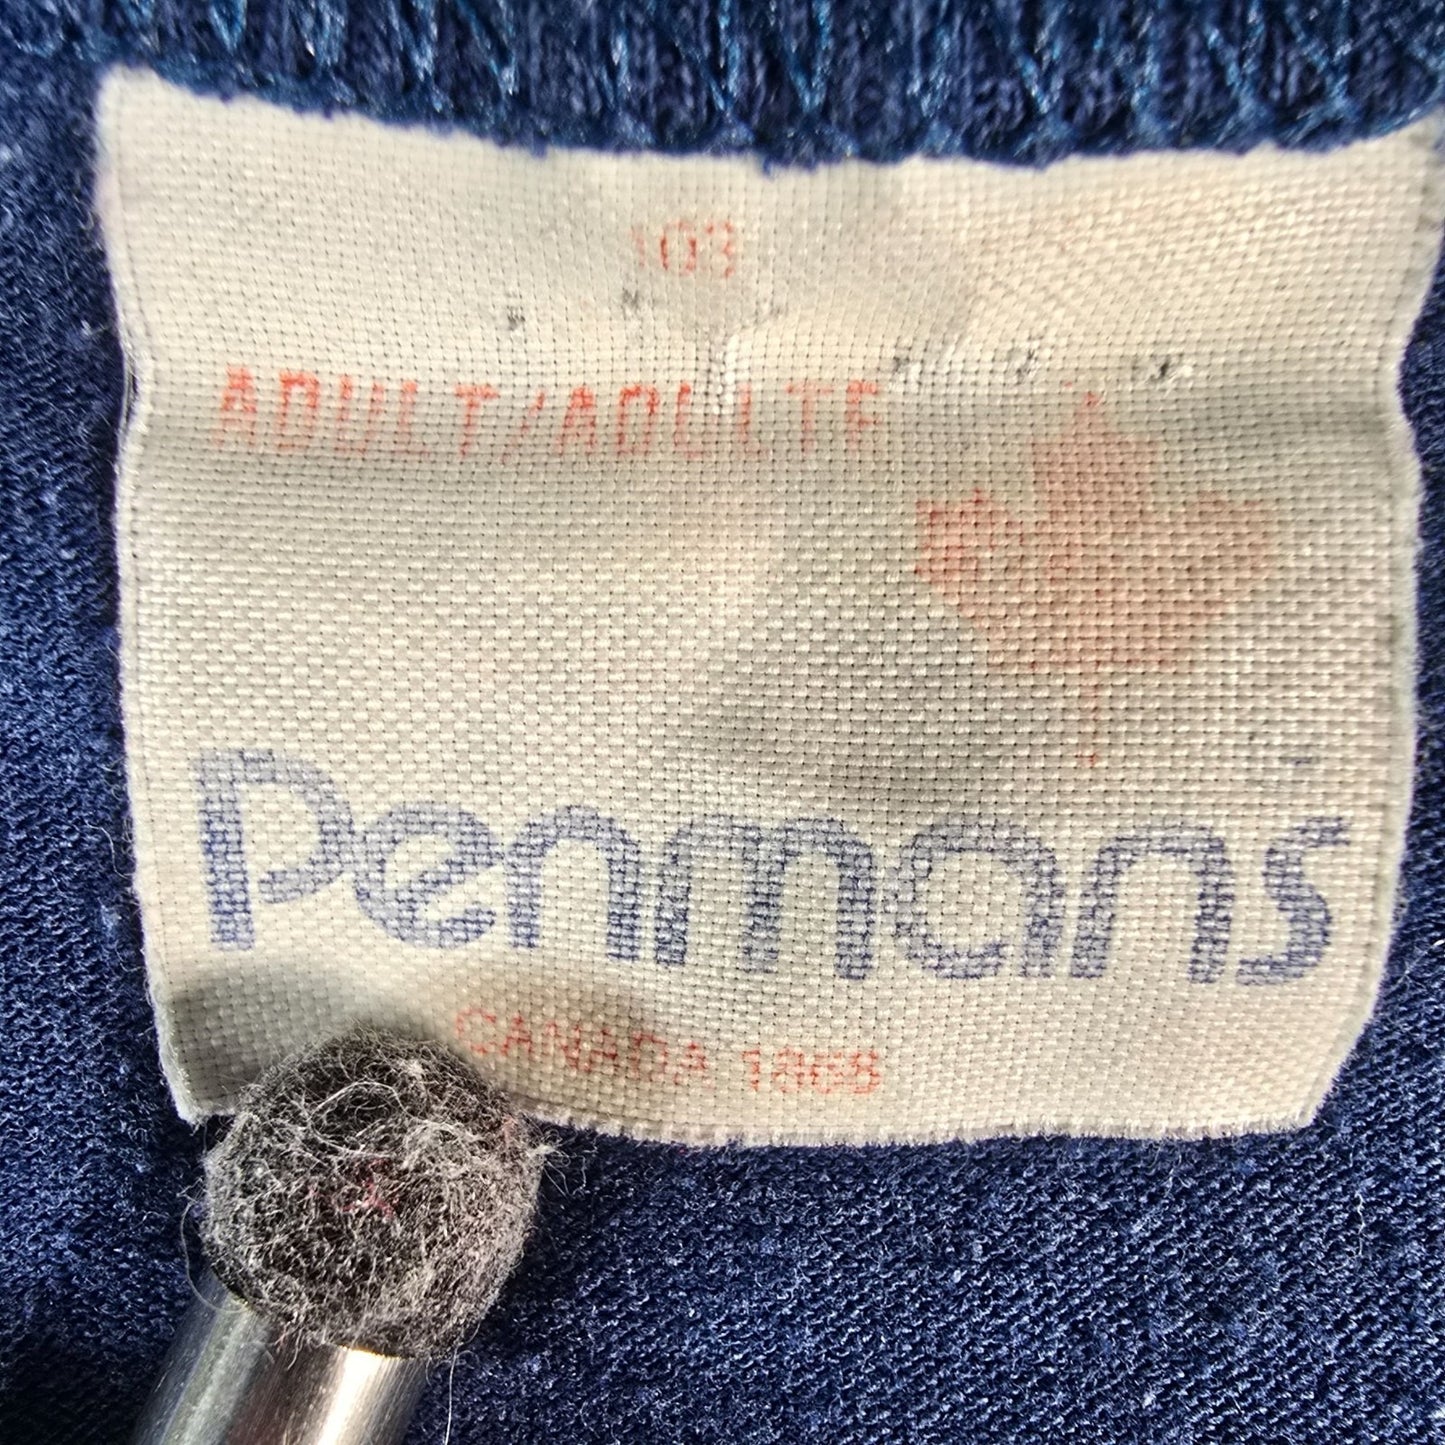 103
ADULT/ADULTE
Penmans
CANADA 1868